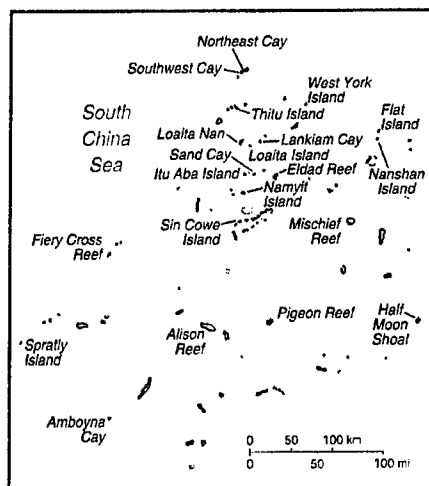 Northeast Cay
Southwest Cay
West York
Island
South
China
Sea
Thilu Island
Flat
Island
Loaita Nan
Lankiam Cay
Sand Cay
Loaita Island
Itu Aba Island
Eldad Reef
Nanshan
Island
Namyit
Island
Sin Cowe
Island
Mischief
Reef
Fiery Cross
Reef
Spratly
Island
Alison
Reef
Pigeon Reef
Half
Moon
Shoal
Amboyna
Cay
0 50 100 km
0 50 100 mi